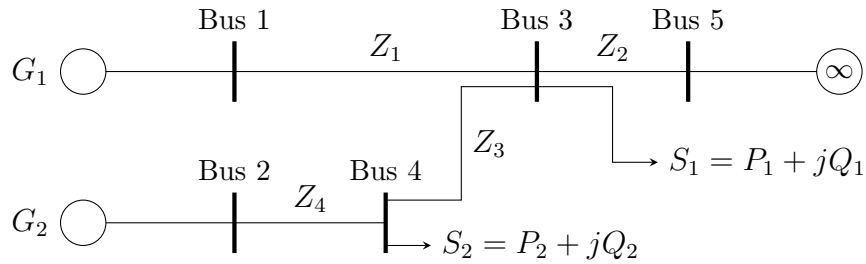 Bus 1
Bus 3
Bus 5
G₁
Z₁
Z₂
∞
Z₃
S₁ = P₁ + jQ₁
Bus 2
Bus 4
G₂
Z₄
S₂ = P₂ + jQ₂